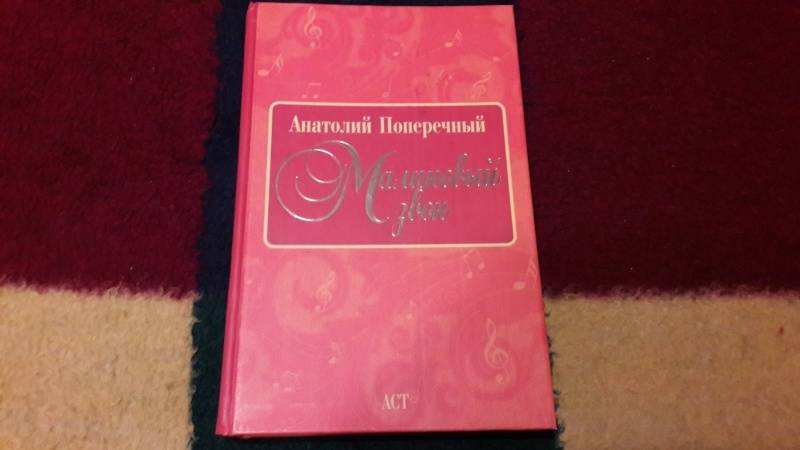 Анатолий Поперечный
Малиновый
звон
АСТ